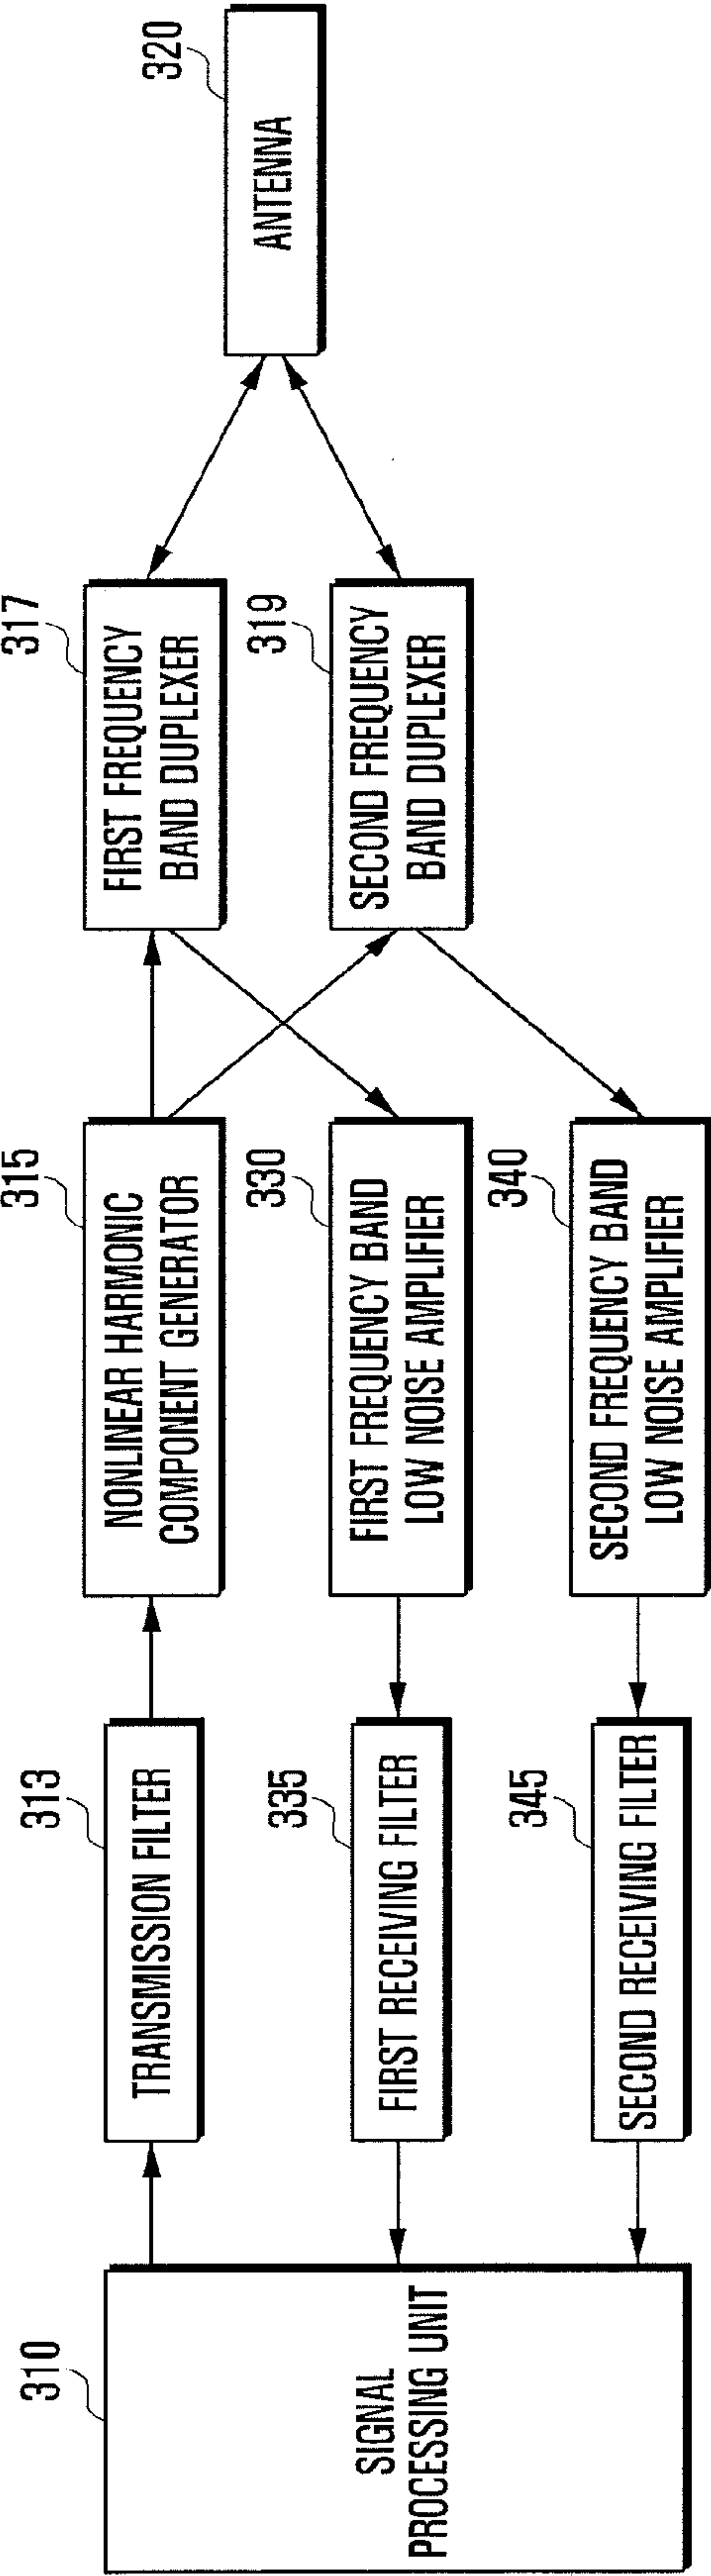 310
SIGNAL
PROCESSING UNIT
313
TRANSMISSION FILTER
315
NONLINEAR HARMONIC
COMPONENT GENERATOR
317
FIRST FREQUENCY
BAND DUPLEXER
320
ANTENNA
335
FIRST RECEIVING FILTER
330
FIRST FREQUENCY BAND
LOW NOISE AMPLIFIER
319
SECOND FREQUENCY
BAND DUPLEXER
345
SECOND RECEIVING FILTER
340
SECOND FREQUENCY BAND
LOW NOISE AMPLIFIER